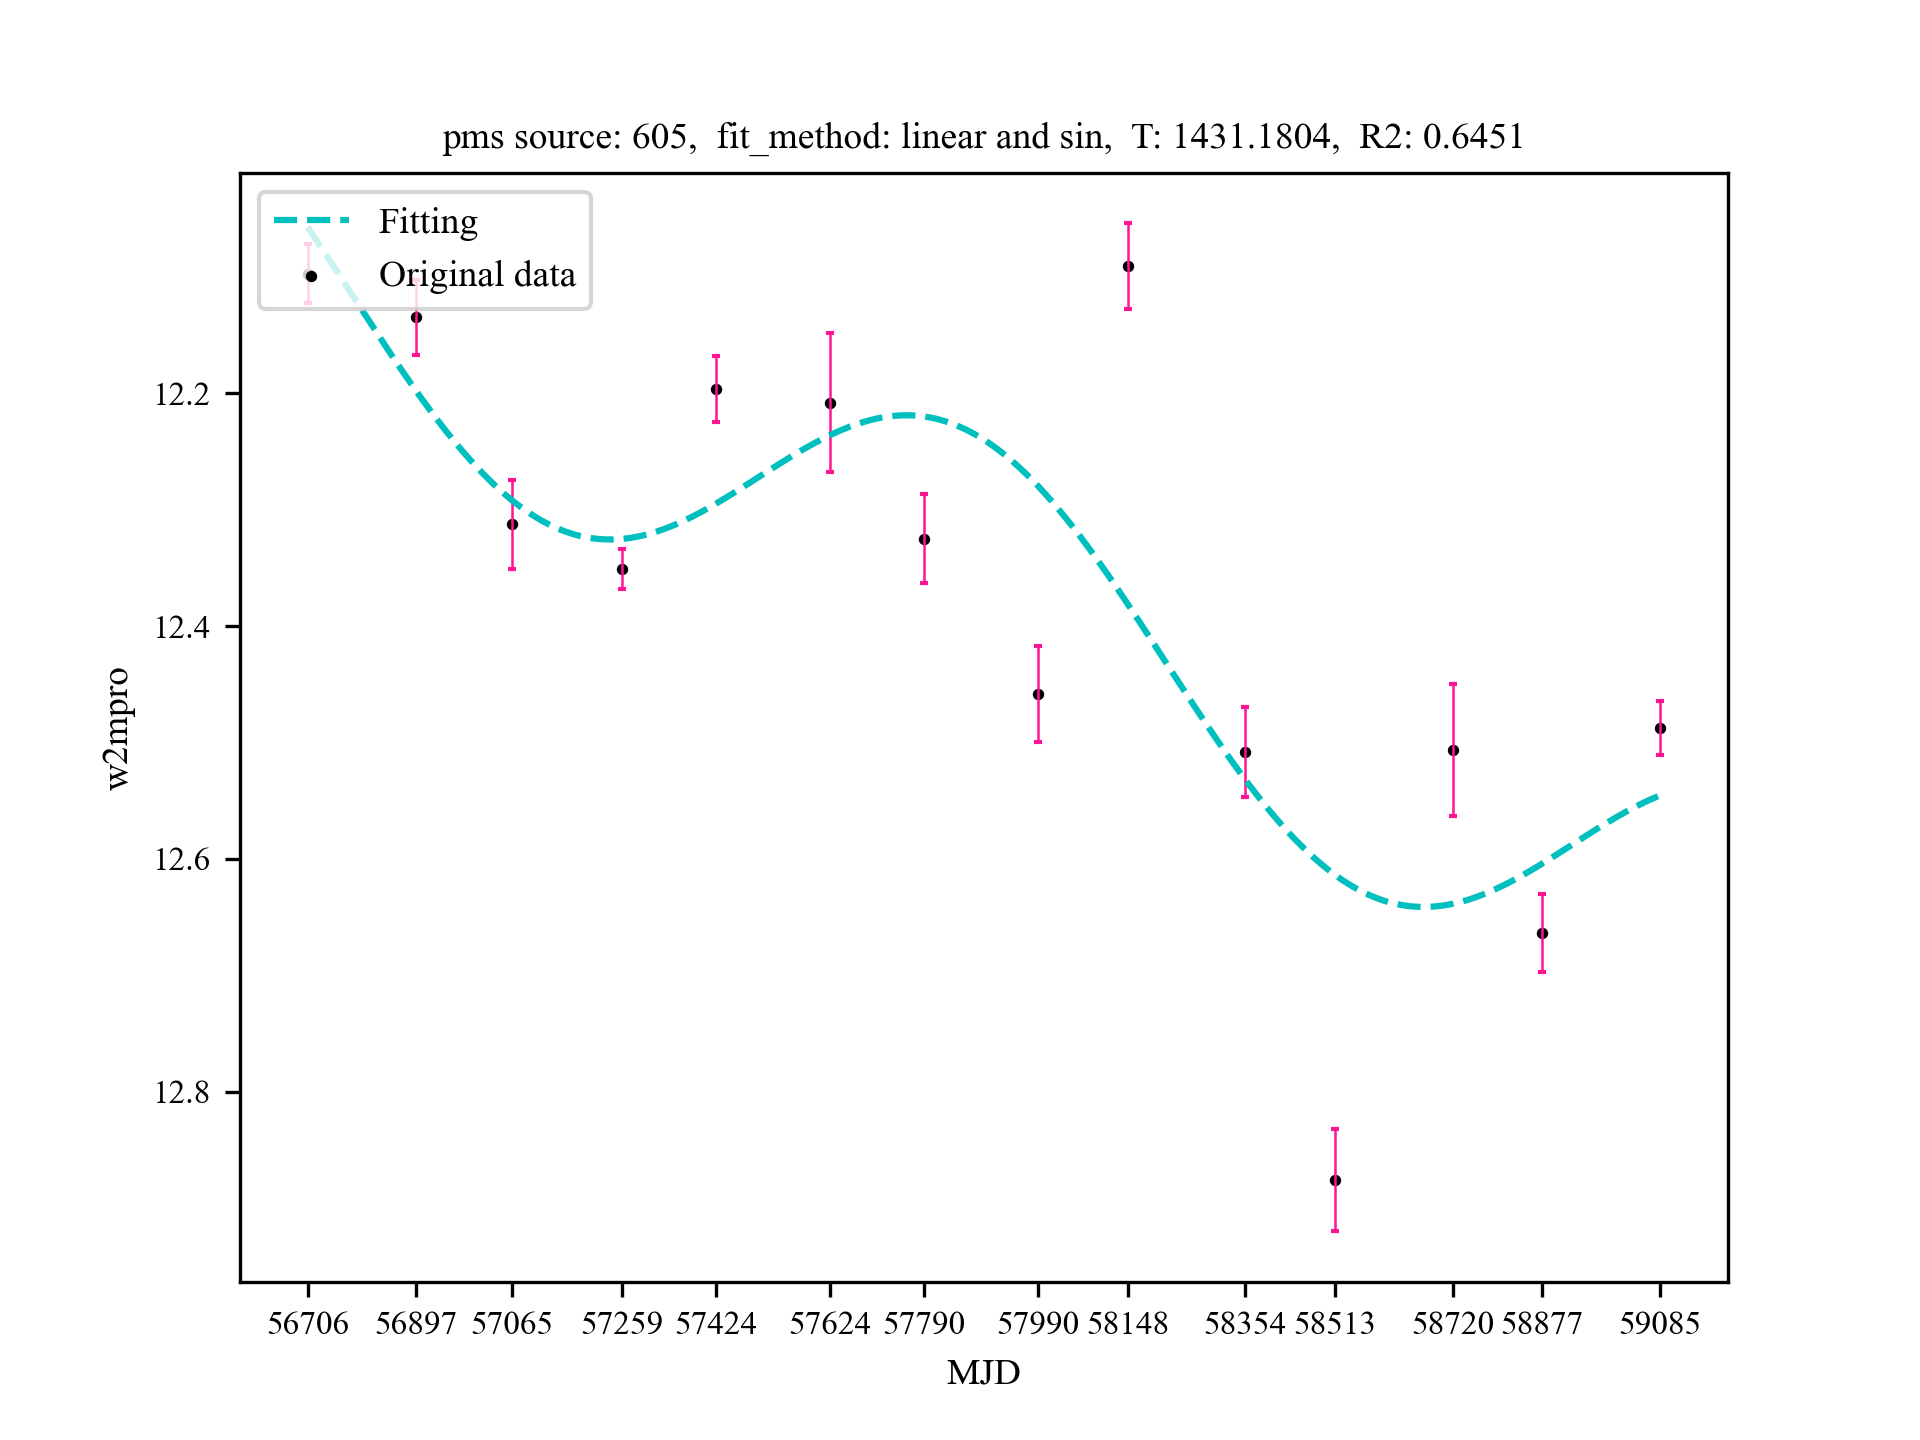 pms source: 605, fit_method: linear and sin, T: 1431.1804, R2: 0.6451
Fitting
Original data
12.2
12.4
12.6
12.8
w2mpro
56706 56897 57065 57259 57424 57624 57790 57990 58148 58354 58513 58720 58877 59085
MJD